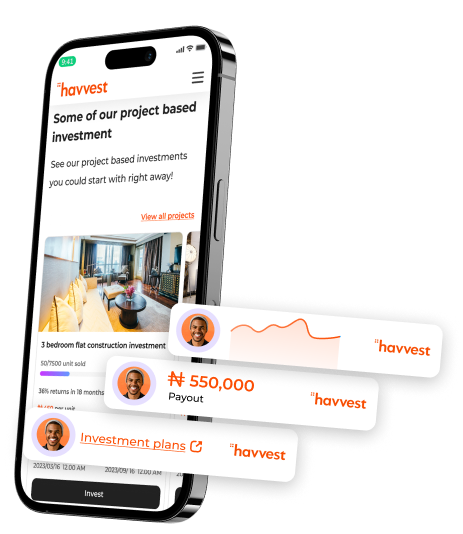 9:41
havvest
Some of our project based
investment
See our project based investments
you could start with right away!
View all projects
3 bedroom flat construction investment
50/1500 unit sold
36% returns in 18 months
havvest
₦ 550,000
Payout
havvest
per unit
Investment plans
havvest
2023/03/16 12:00 AM
2023/09/16 12:00 AM
Invest